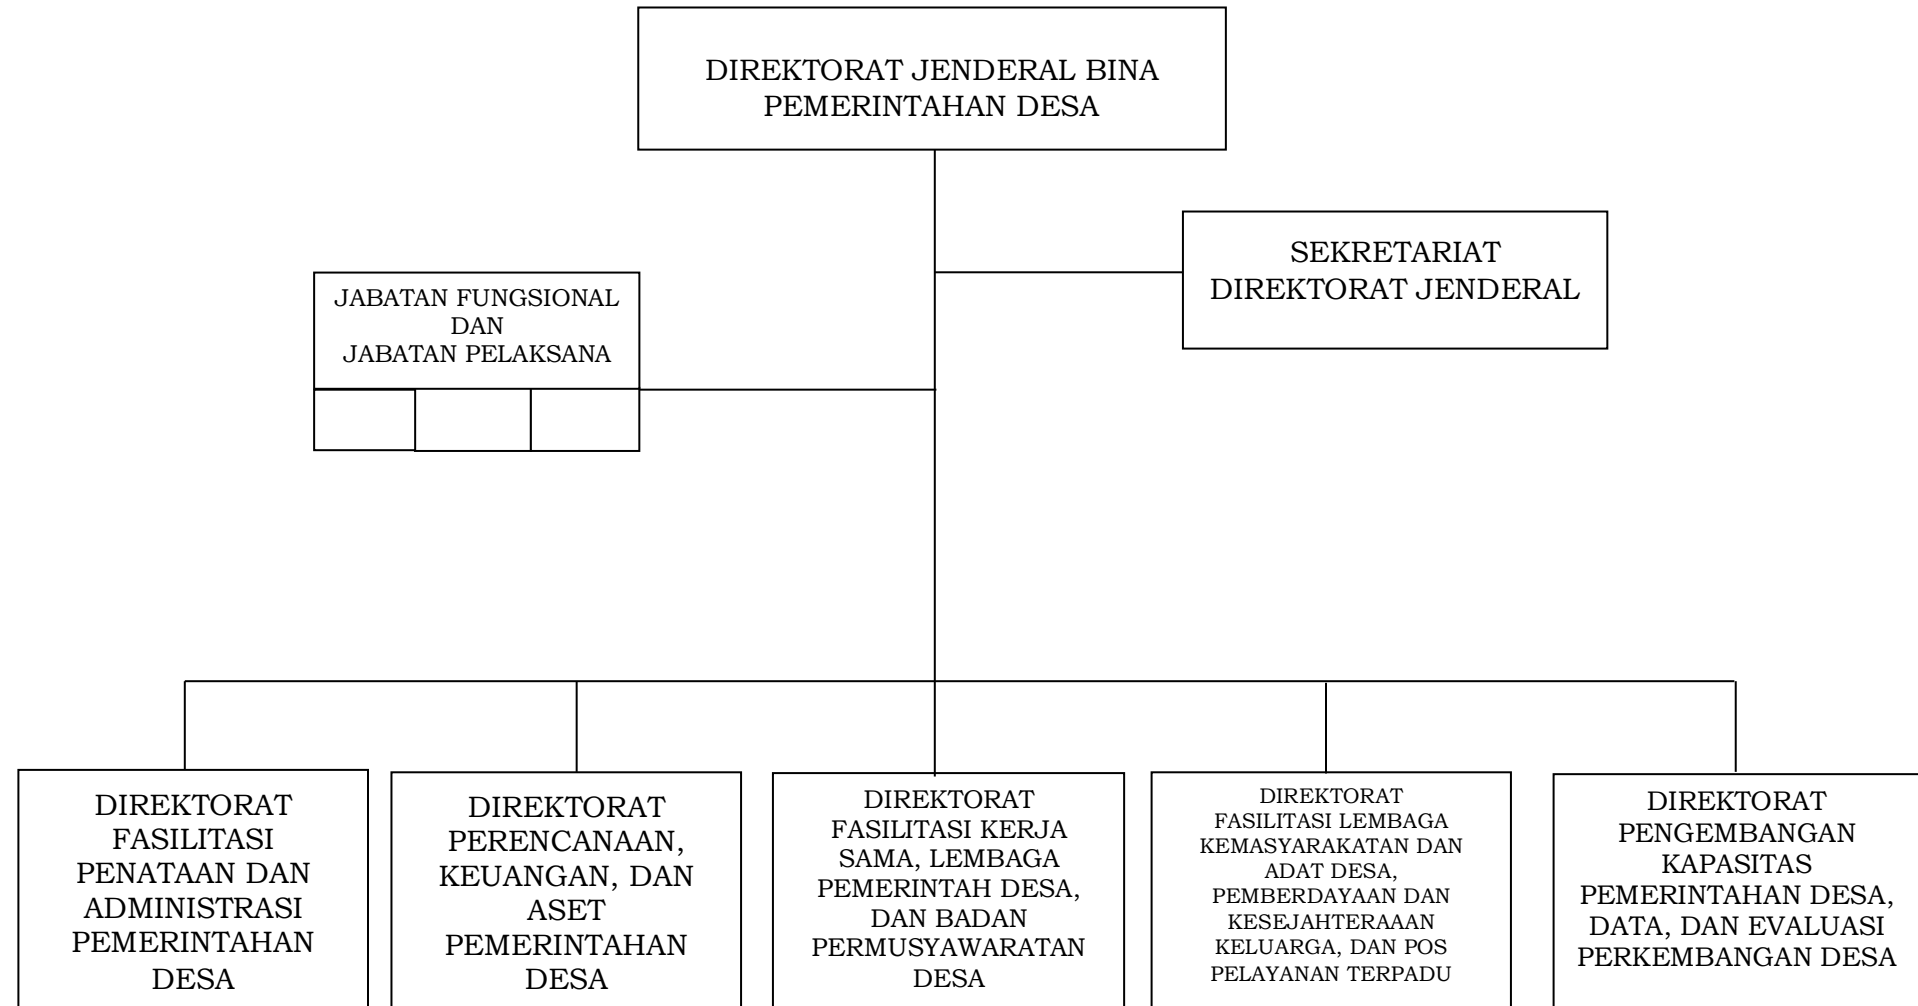 DIREKTORAT JENDERAL BINA
PEMERINTAHAN DESA
SEKRETARIAT
DIREKTORAT JENDERAL
JABATAN FUNGSIONAL
DAN
JABATAN PELAKSANA
DIREKTORAT
FASILITASI
PENATAAN DAN
ADMINISTRASI
PEMERINTAHAN
DESA
DIREKTORAT
PERENCANAAN,
KEUANGAN, DAN
ASET
PEMERINTAHAN
DESA
DIREKTORAT
FASILITASI KERJA
SAMA, LEMBAGA
PEMERINTAH DESA,
DAN BADAN
PERMUSYAWARATAN
DESA
DIREKTORAT
FASILITASI LEMBAGA
KEMASYARAKATAN DAN
ADAT DESA,
PEMBERDAYAAN DAN
KESEJAHTERAAAN
KELUARGA, DAN POS
PELAYANAN TERPADU
DIREKTORAT
PENGEMBANGAN
KAPASITAS
PEMERINTAHAN DESA,
DATA, DAN EVALUASI
PERKEMBANGAN DESA